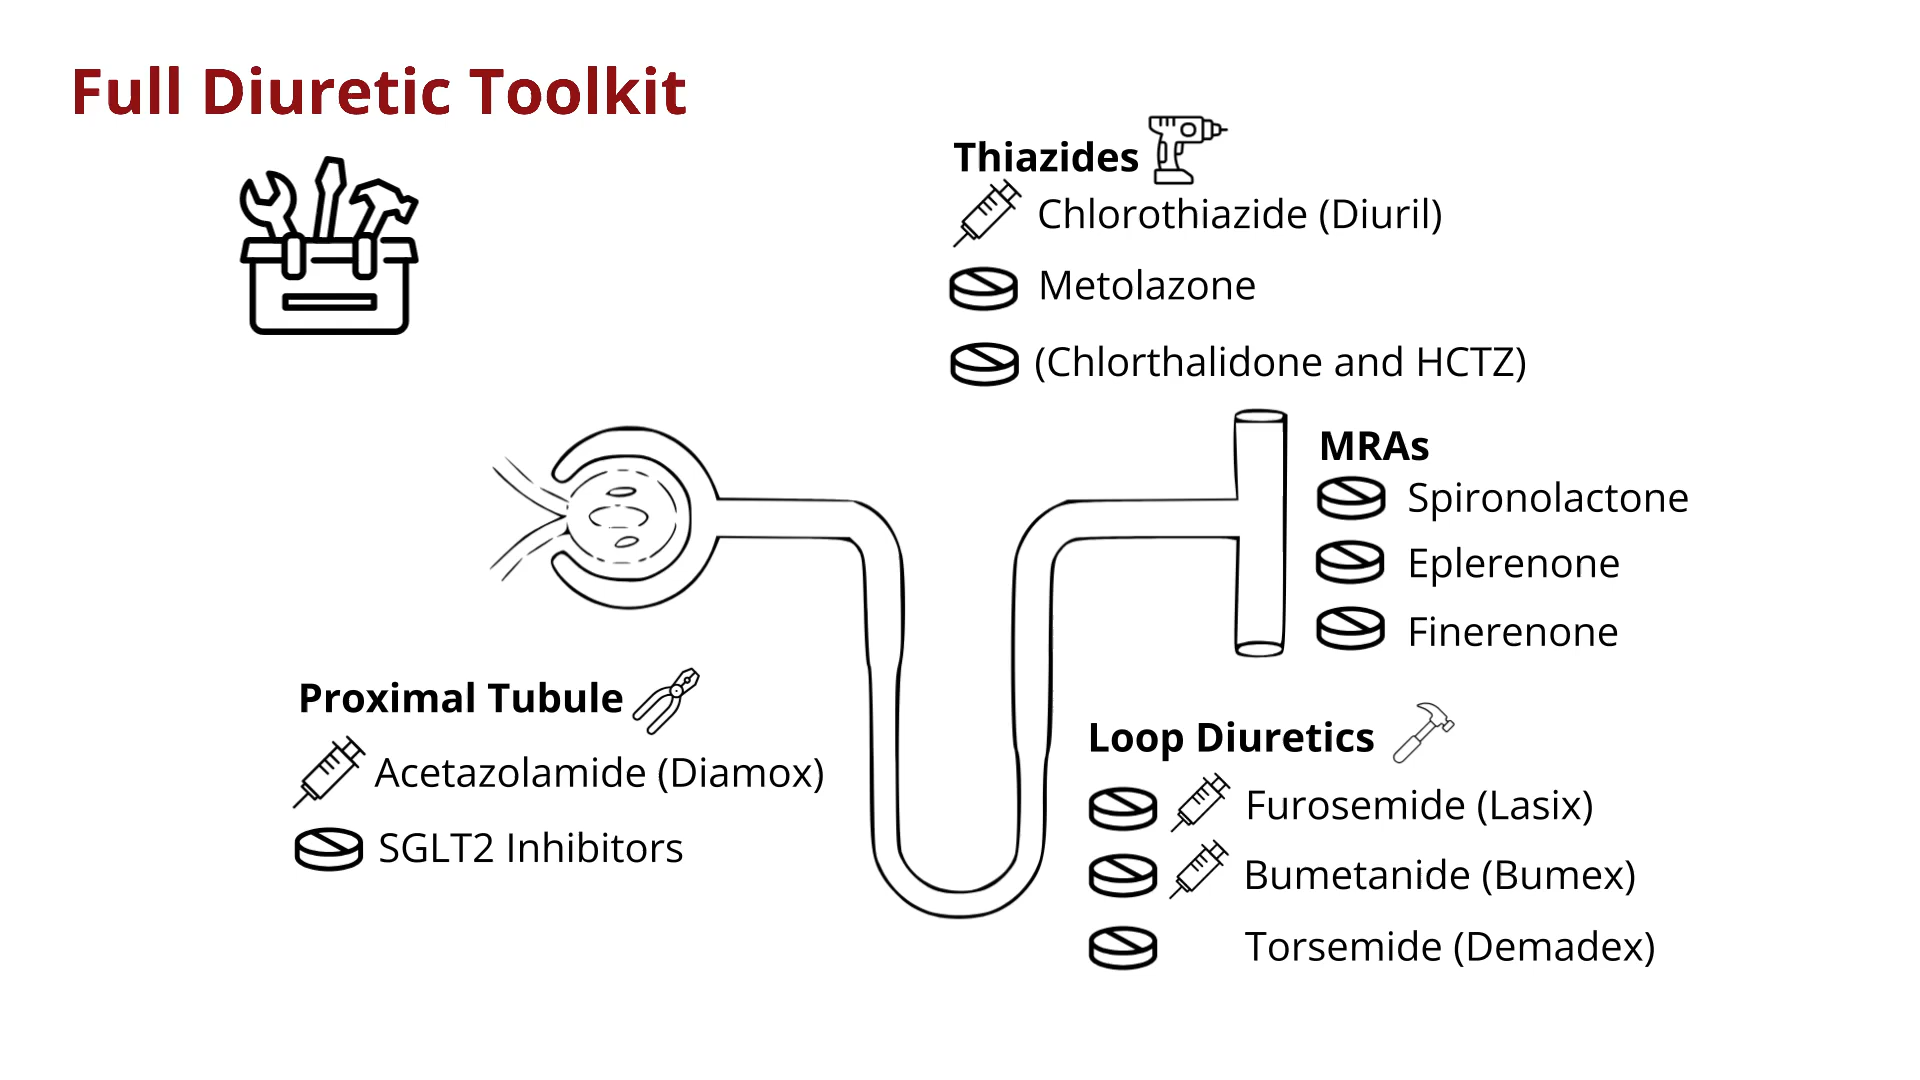 Full Diuretic Toolkit
Thiazides
Chlorothiazide (Diuril)
Metolazone
(Chlorthalidone and HCTZ)
MRAs
Spironolactone
Eplerenone
Finerenone
Proximal Tubule
Acetazolamide (Diamox)
SGLT2 Inhibitors
Loop Diuretics
Furosemide (Lasix)
Bumetanide (Bumex)
Torsemide (Demadex)